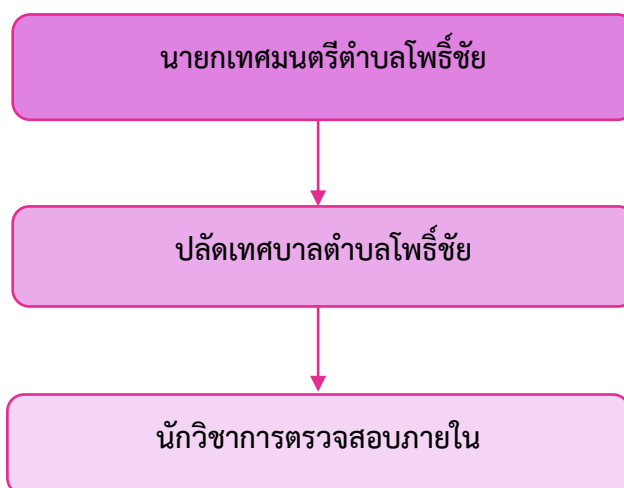 นายกเทศมนตรีตำบลโพธิ์ชัย
ปลัดเทศบาลตำบลโพธิ์ชัย
นักวิชาการตรวจสอบภายใน